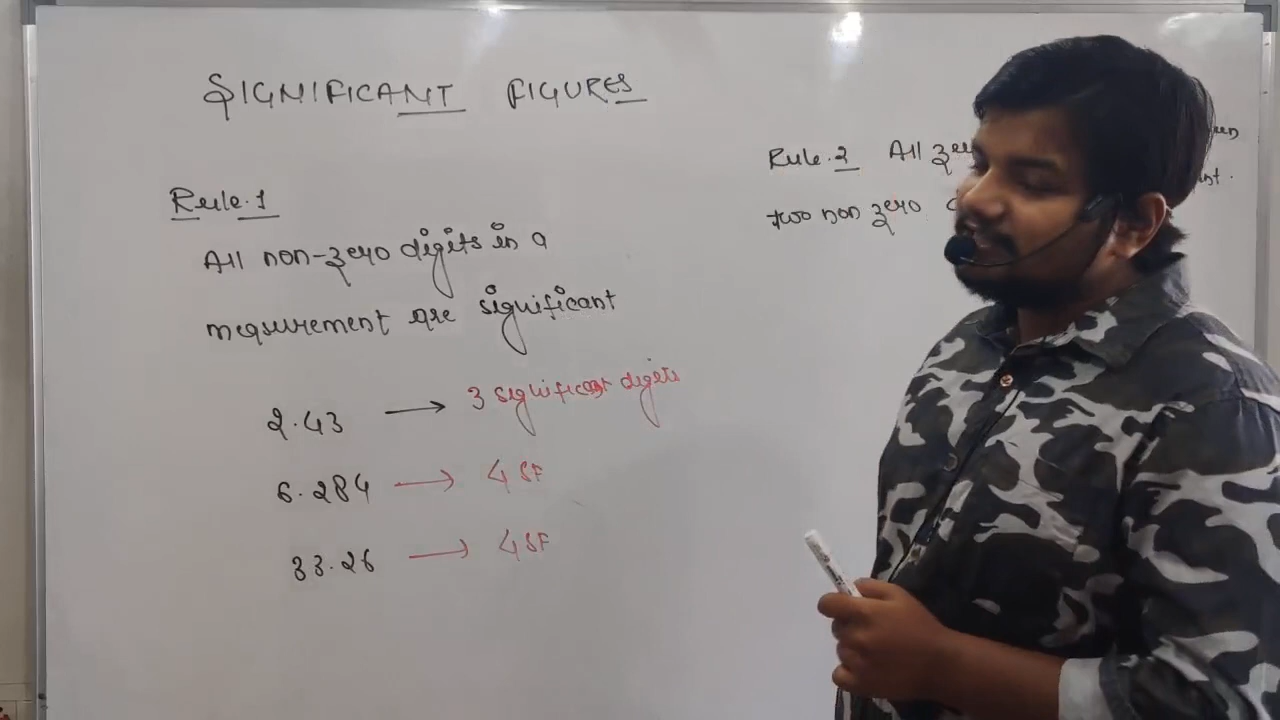 SIGNIFICANT FIGURES
Rule.1
All non-zero digits in a
measurement are significant
2.43 → 3 significant digits
6.284 → 4 SF
33.26 → 4 SF
Rule.2 All
two non zero